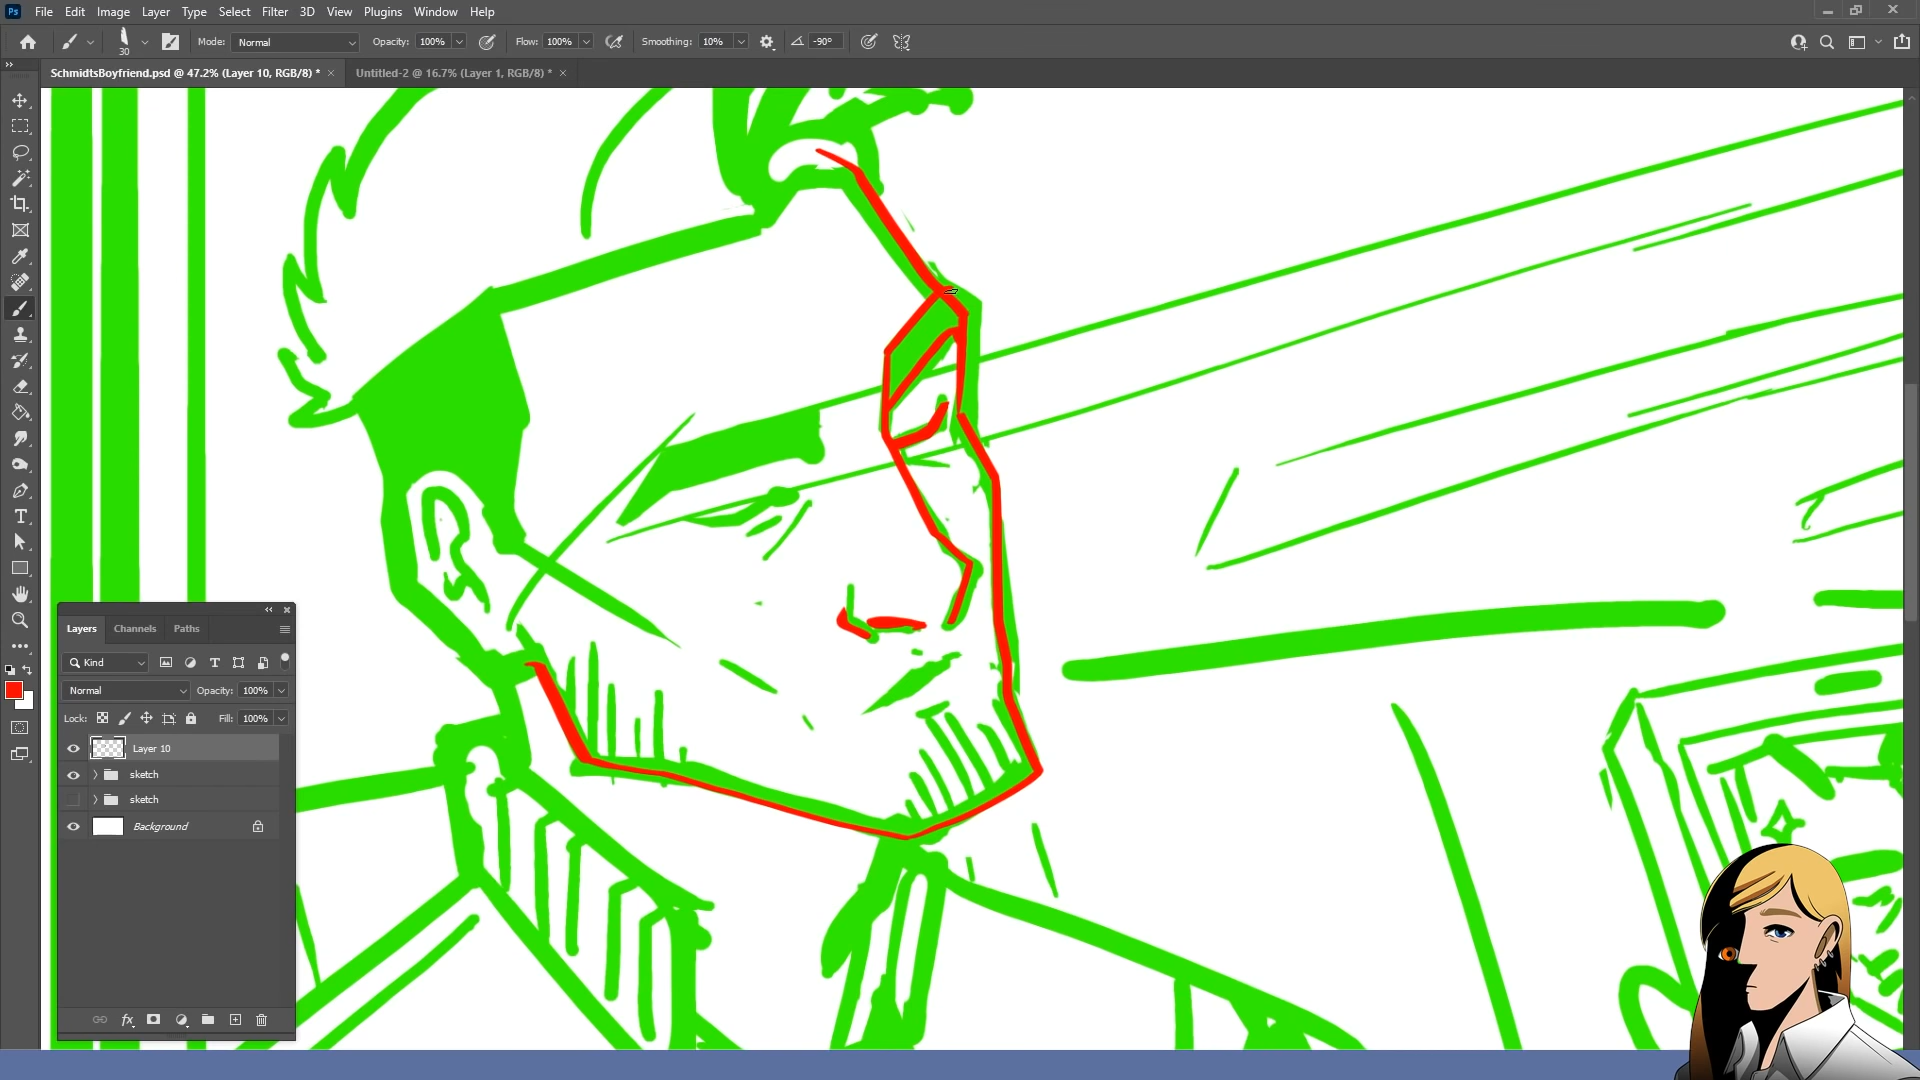 Ps File Edit Image Layer Type Select Filter 3D View Plugins Window Help
30 Mode: Normal Opacity: 100% Flow: 100% Smoothing: 10% -90°
SchmidtsBoyfriend.psd @ 47.2% (Layer 10, RGB/8) * × Untitled-2 @ 16.7% (Layer 1, RGB/8) * ×
Layers Channels Paths
Kind
Normal Opacity: 100%
Lock: Fill: 100%
Layer 10
sketch
sketch
Background